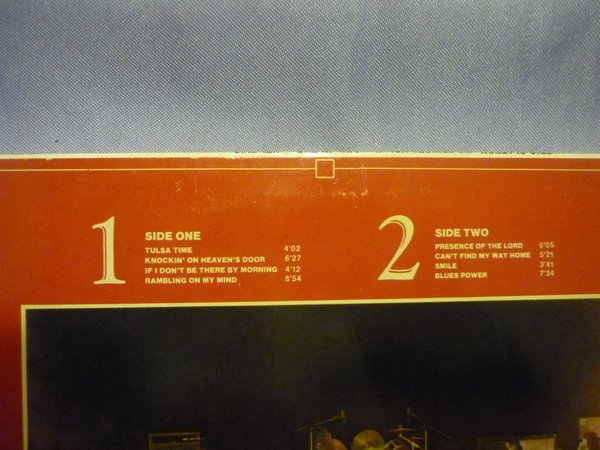 1
SIDE ONE
TULSA TIME 4'02
KNOCKIN' ON HEAVEN'S DOOR 6'27
IF I DON'T BE THERE BY MORNING 4'12
RAMBLING ON MY MIND 8'54
2
SIDE TWO
PRESENCE OF THE LORD 6'05
CAN'T FIND MY WAY HOME 5'21
SMILE 3'41
BLUES POWER 7'34